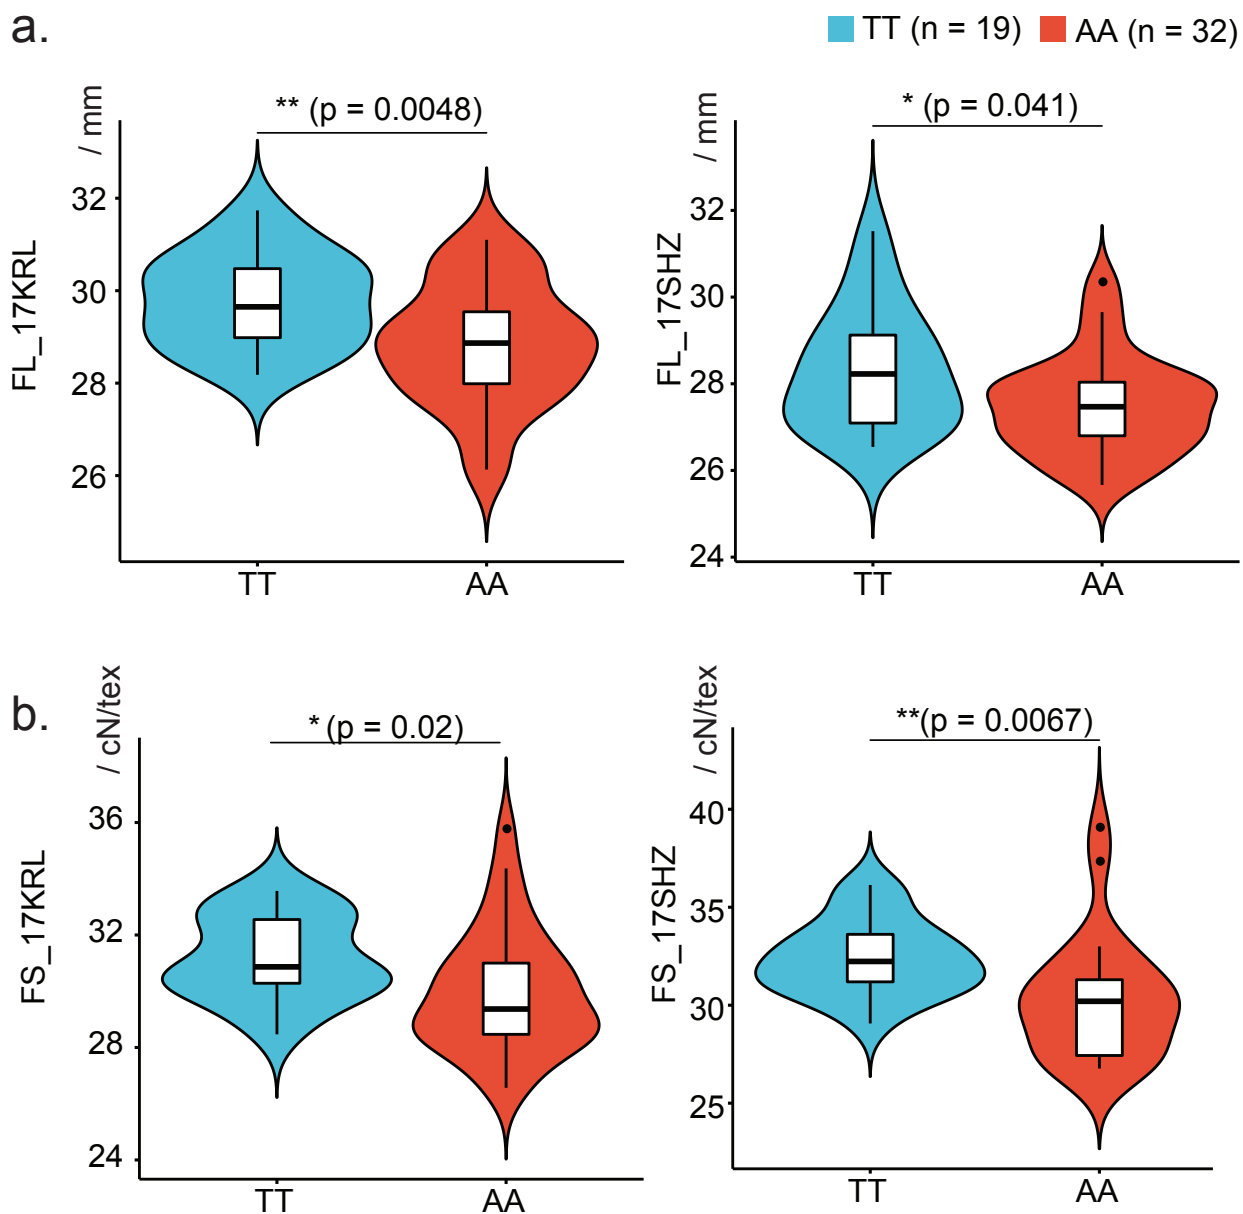 a.
TT (n = 19) AA (n = 32)
FL_17KRL / mm
** (p = 0.0048)
32
30
28
26
TT AA
FL_17SHZ / mm
* (p = 0.041)
32
30
28
26
24
TT AA
b.
FS_17KRL / cN/tex
* (p = 0.02)
36
32
28
24
TT AA
FS_17SHZ / cN/tex
**(p = 0.0067)
40
35
30
25
TT AA